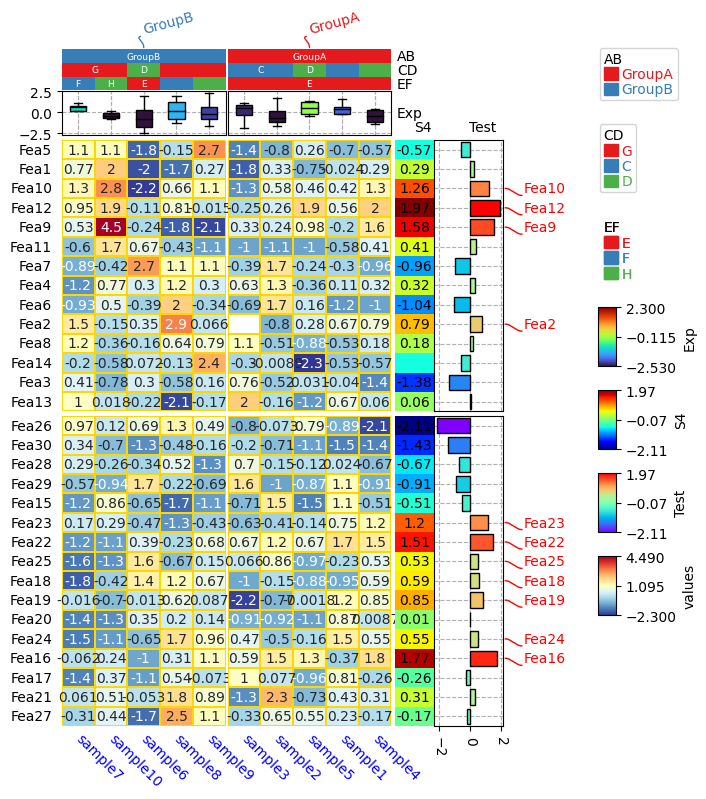 GroupB GroupA
GroupB GroupA AB
G D C D CD
F H E E EF
2.5
0.0
−2.5
Exp
S4 Test
Fea5 1.1 1.1 -1.8 -0.15 2.7 -1.4 -0.8 0.26 -0.7 -0.57 -0.57
Fea1 0.77 2 -2 -1.7 0.27 -1.8 0.33 -0.75 -0.024 0.29 0.29
Fea10 1.3 2.8 -2.2 0.66 1.1 -1.3 0.58 0.46 0.42 1.3 1.26 Fea10
Fea12 0.95 1.9 -0.11 0.81 -0.015 -0.25 0.26 1.9 0.56 2 1.97 Fea12
Fea9 0.53 4.5 -0.24 -1.8 -2.1 0.33 0.24 0.98 -0.2 1.6 1.58 Fea9
Fea11 -0.6 1.7 0.67 -0.43 -1.1 -1 -1.1 -1 -0.58 0.41 0.41
Fea7 -0.89 -0.42 2.7 1.1 1.1 -0.39 1.7 -0.24 -0.3 -0.96 -0.96
Fea4 -1.2 0.77 0.3 1.2 0.3 0.63 1.3 -0.36 0.11 0.32 0.32
Fea6 -0.93 0.5 -0.39 2 -0.34 -0.69 1.7 0.16 -1.2 -1 -1.04
Fea2 1.5 -0.15 0.35 2.9 0.066 -0.8 0.28 0.67 0.79 0.79 Fea2
Fea8 1.2 -0.36 -0.16 0.64 0.79 1.1 -0.51 -0.88 -0.53 0.18 0.18
Fea14 -0.2 -0.58 0.072 -0.13 2.4 -0.3 0.008 -2.3 -0.53 -0.57
Fea3 0.41 -0.78 0.3 -0.58 0.16 0.76 -0.52 0.031 -0.04 -1.4 -1.38
Fea13 1 0.018 -0.22 -2.1 -0.17 2 -0.16 -1.2 0.67 0.06 0.06
Fea26 0.97 0.12 0.69 1.3 0.49 -0.8 -0.073 0.79 -0.89 -2.1 -2.11
Fea30 0.34 -0.7 -1.3 -0.48 -0.16 -0.2 -0.71 -1.1 -1.5 -1.4 -1.43
Fea28 0.29 -0.26 -0.34 0.52 -1.3 0.7 -0.15 -0.12 0.024 -0.67 -0.67
Fea29 -0.57 -0.94 1.7 -0.22 -0.69 1.6 -1 -0.87 1.1 -0.91 -0.91
Fea15 -1.2 0.86 -0.65 -1.7 -1.1 -0.71 1.5 -1.5 1.1 -0.51 -0.51
Fea23 0.17 0.29 -0.47 -1.3 -0.43 -0.63 -0.41 -0.14 0.75 1.2 1.2 Fea23
Fea22 -1.2 -1.1 0.39 -0.23 0.68 0.67 1.2 0.67 1.7 1.5 1.51 Fea22
Fea25 -1.6 -1.3 1.6 -0.67 0.15 0.066 0.86 -0.97 -0.23 0.53 0.53 Fea25
Fea18 -1.8 -0.42 1.4 1.2 0.67 -1 -0.15 -0.88 -0.95 0.59 0.59 Fea18
Fea19 -0.016 -0.7 -0.013 0.62 0.087 -2.2 -0.77 -0.0018 1.2 0.85 0.85 Fea19
Fea20 -1.4 -1.3 0.35 0.2 0.14 -0.91 -0.92 -1.1 0.87 0.0087 0.01
Fea24 -1.5 -1.1 -0.65 1.7 0.96 0.47 -0.5 -0.16 1.5 0.55 0.55 Fea24
Fea16 -0.062 0.24 -1 0.31 1.1 0.59 1.5 1.3 -0.37 1.8 1.77 Fea16
Fea17 -1.4 0.37 -1.1 0.54 -0.073 1 0.077 -0.96 0.81 -0.26 -0.26
Fea21 0.061 0.51 -0.053 1.8 0.89 -1.3 2.3 -0.73 0.43 0.31 0.31
Fea27 -0.31 0.44 -1.7 2.5 1.1 -0.33 0.65 0.55 0.23 -0.17 -0.17
sample7 sample10 sample6 sample8 sample9 sample3 sample2 sample5 sample1 sample4
−2 0 2
AB
GroupA
GroupB
CD
G
C
D
EF
E
F
H
2.300
-0.115
-2.530
Exp
1.97
-0.07
-2.11
S4
1.97
-0.07
-2.11
Test
4.490
1.095
-2.300
values